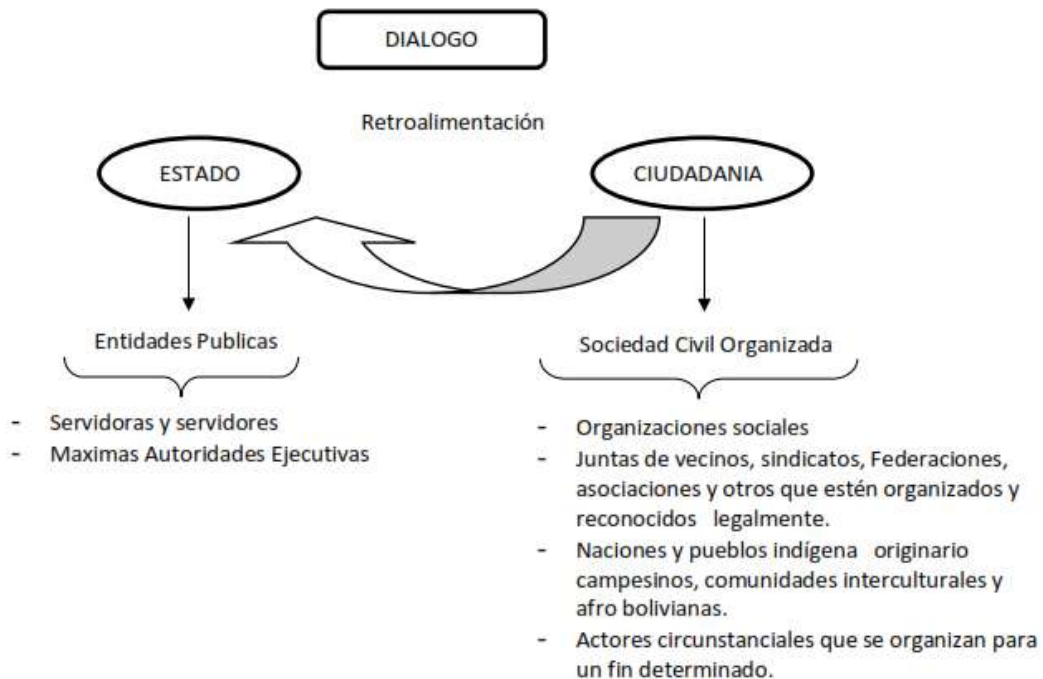 DIALOGO
Retroalimentación
ESTADO
CIUDADANIA
Entidades Publicas
- Servidoras y servidores
- Maximas Autoridades Ejecutivas
Sociedad Civil Organizada
- Organizaciones sociales
- Juntas de vecinos, sindicatos, Federaciones,
asociaciones y otros que estén organizados y
reconocidos legalmente.
- Naciones y pueblos indígena originario
campesinos, comunidades interculturales y
afro bolivianas.
- Actores circunstanciales que se organizan para
un fin determinado.